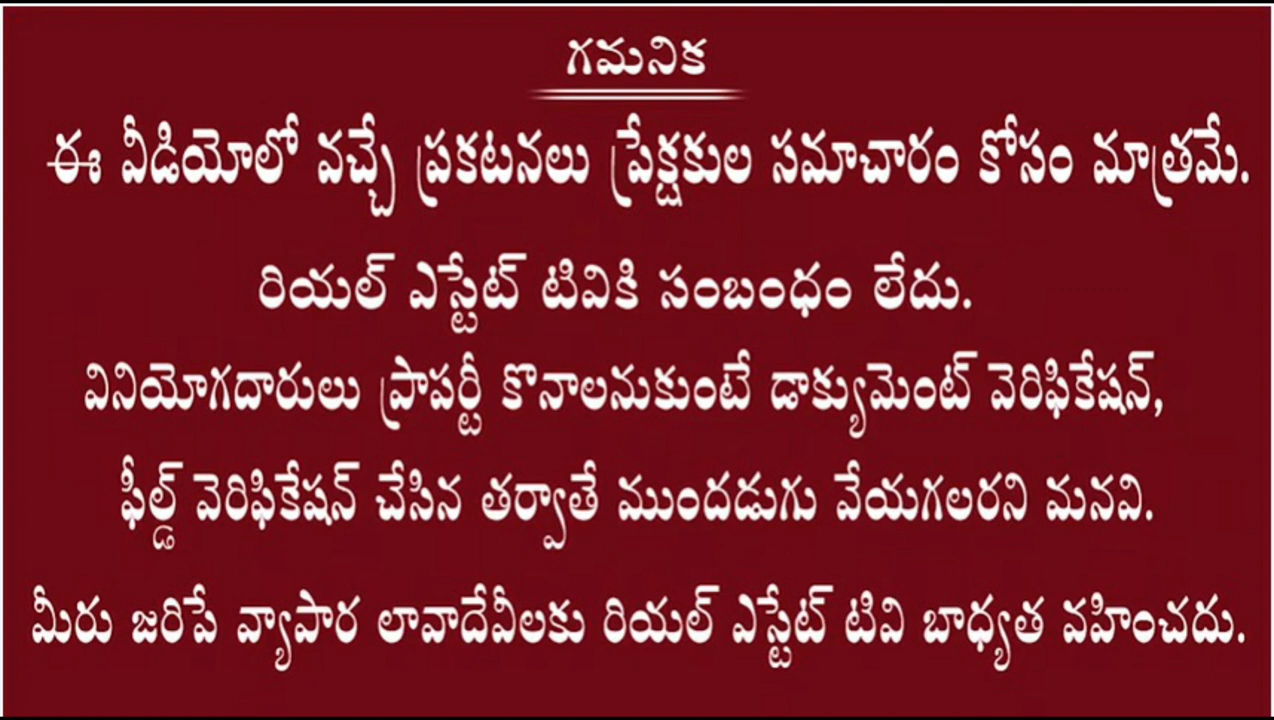 గమనిక
ఈ వీడియోలో వచ్చే ప్రకటనలు ప్రేక్షకుల సమాచారం కోసం మాత్రమే.
రియల్ ఎస్టేట్ టివికి సంబంధం లేదు.
వినియోగదారులు ప్రాపర్టీ కొనాలనుకుంటే డాక్యుమెంట్ వెరిఫికేషన్,
ఫీల్డ్ వెరిఫికేషన్ చేసిన తర్వాతే ముందడుగు వేయగలరని మనవి.
మీరు జరిపే వ్యాపార లావాదేవీలకు రియల్ ఎస్టేట్ టివి బాధ్యత వహించదు.